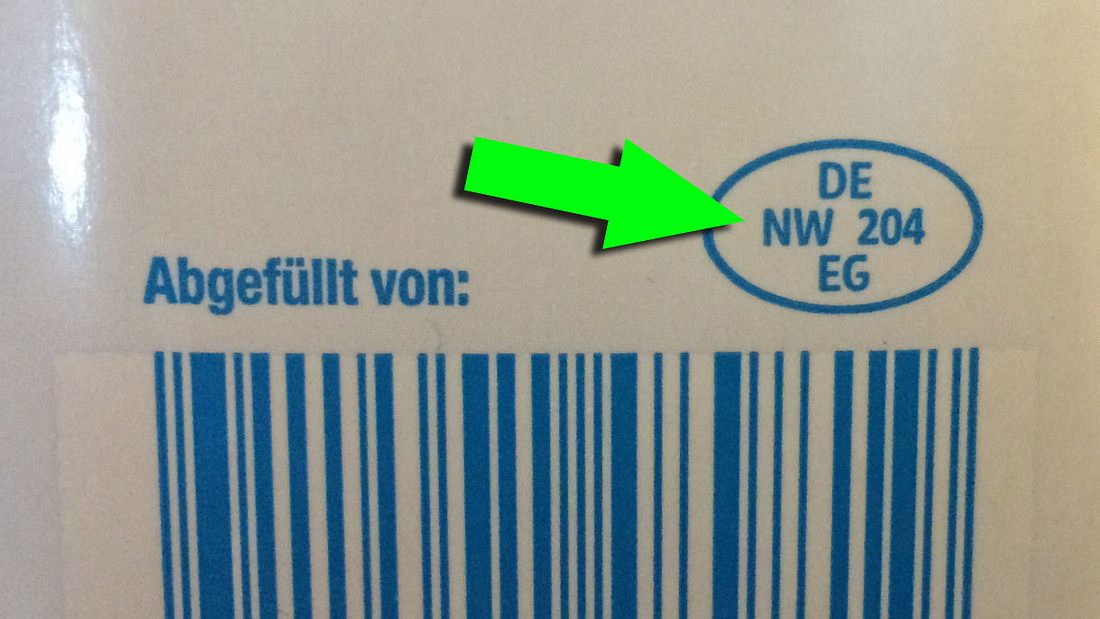 DE
NW 204
EG
Abgefüllt von: